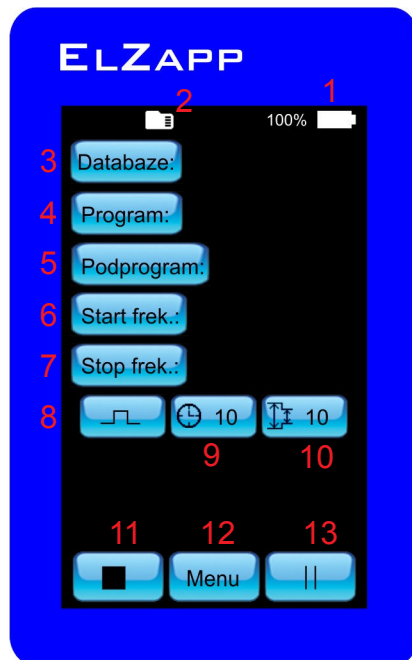 ELZAPP
2 1
100%
3 Databaze:
4 Program:
5 Podprogram:
6 Start frek.:
7 Stop frek.:
8 10 10
9 10
11 12 13
Menu